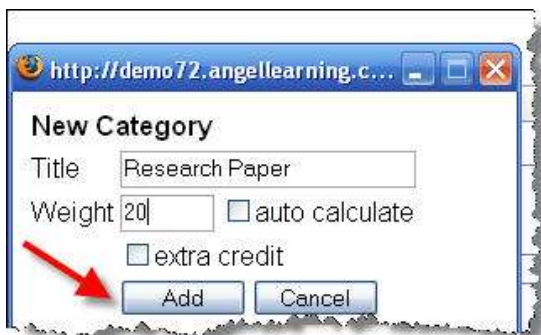 http://demo72.angellearning.c...
New Category
Title Research Paper
Weight 20 auto calculate
extra credit
Add Cancel